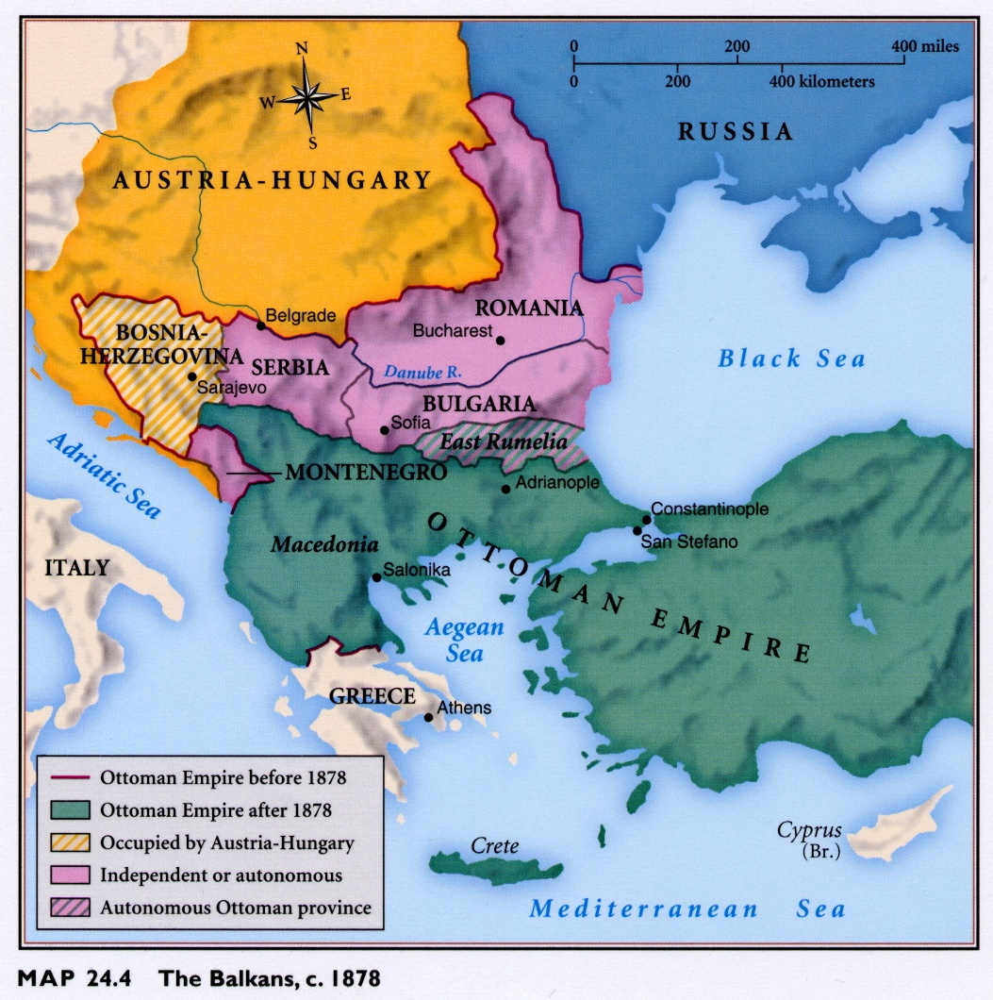 0 200 400 miles
0 200 400 kilometers
N
W E
S
RUSSIA
AUSTRIA-HUNGARY
ROMANIA
Belgrade
Bucharest
BOSNIA-
HERZEGOVINA
SERBIA
Black Sea
Danube R.
Sarajevo
BULGARIA
Sofia
East Rumelia
Adriatic Sea
MONTENEGRO
Adrianople
Constantinople
San Stefano
OTTOMAN EMPIRE
Macedonia
Salonika
ITALY
Aegean
Sea
GREECE
Athens
Ottoman Empire before 1878
Ottoman Empire after 1878
Occupied by Austria-Hungary
Independent or autonomous
Autonomous Ottoman province
Crete
Cyprus
(Br.)
Mediterranean Sea
MAP 24.4 The Balkans, c. 1878